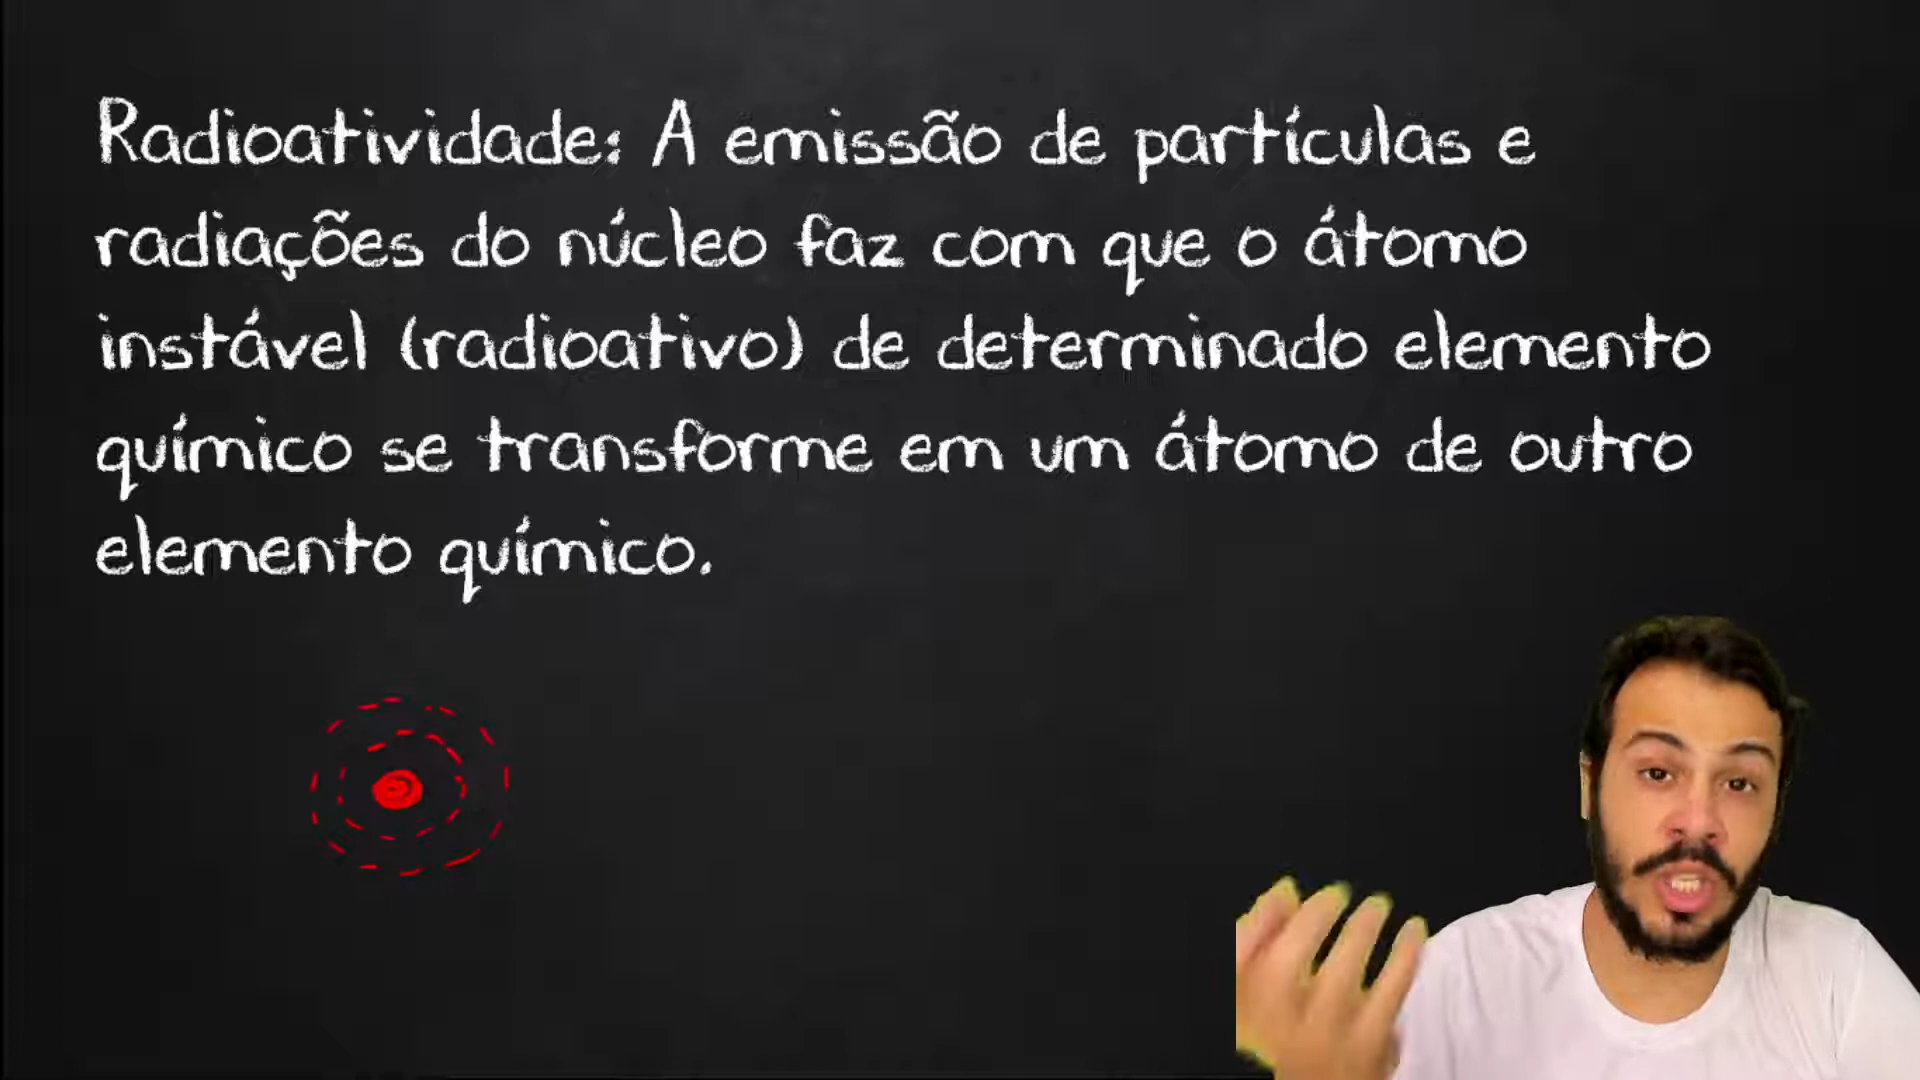 Radioatividade: A emissão de partículas e
radiações do núcleo faz com que o átomo
instável (radioativo) de determinado elemento
químico se transforme em um átomo de outro
elemento químico.